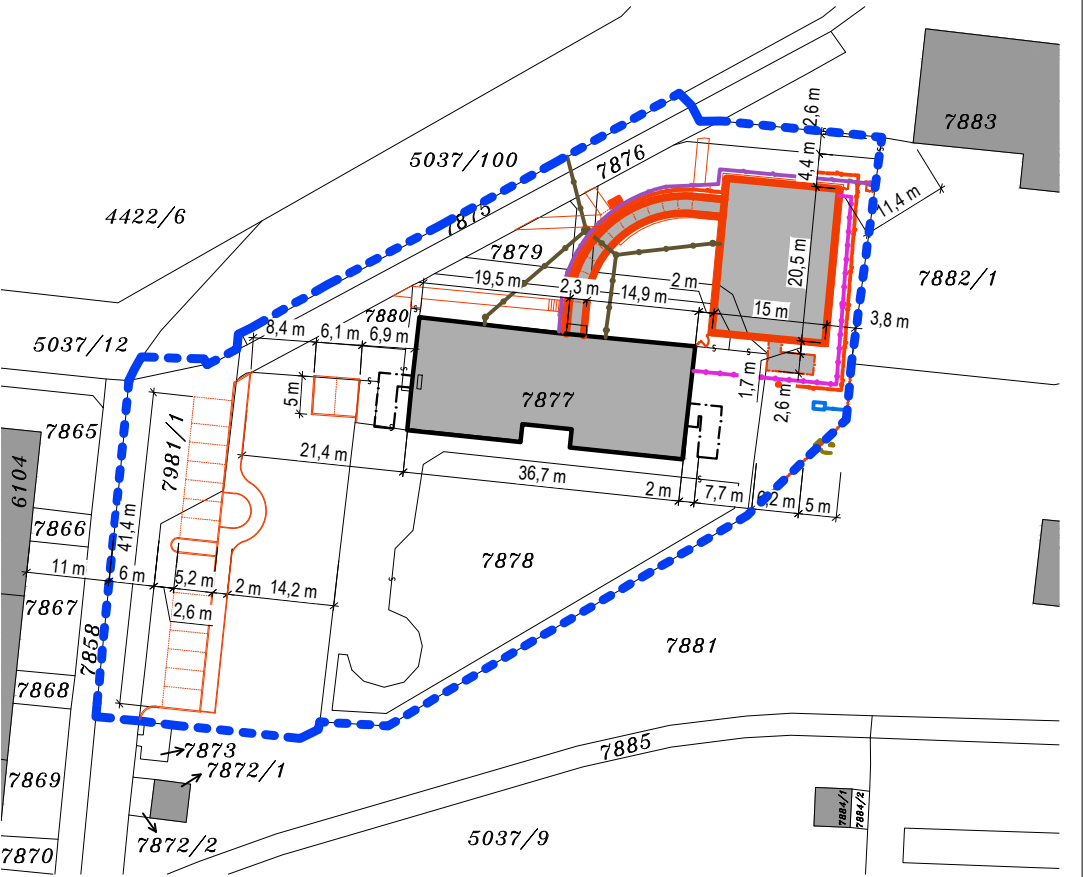 2,6 m
7883
5037/100
7876
4,4 m
11,4 m
4422/6
7875
7879
20,5 m
7882/1
19,5 m
2,3 m
2 m
14,9 m
15 m
3,8 m
7880
8,4 m
6,1 m
6,9 m
5037/12
1,7 m
5 m
7877
2,6 m
7865
7981/1
21,4 m
36,7 m
2 m
7,7 m
6,2 m
5 m
6104
7866
41,4 m
7878
11 m
6 m
5,2 m
2 m
14,2 m
2,6 m
7867
7858
7881
7868
7873
7885
7872/1
7869
7884/1
7884/2
7872/2
5037/9
7870